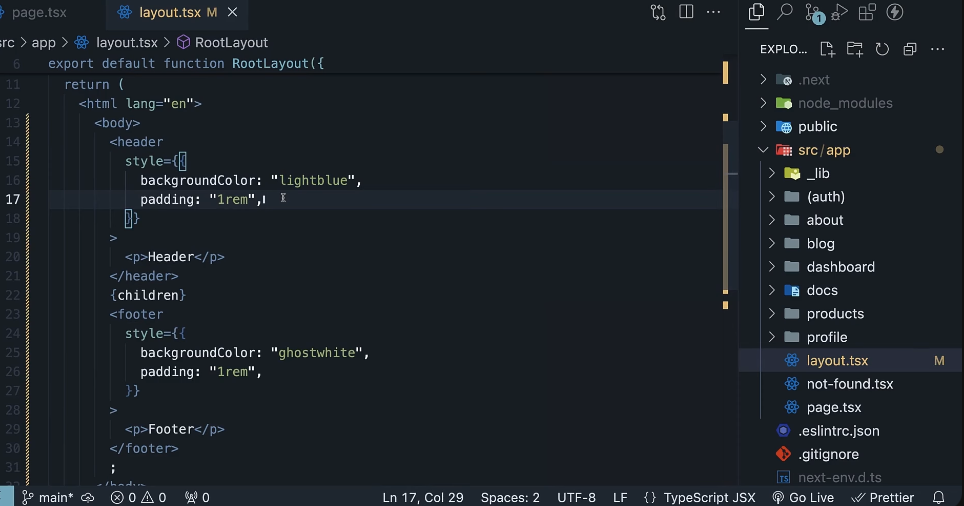 page.tsx
layout.tsx M
src > app > layout.tsx > RootLayout
6 export default function RootLayout({
11 return (
12 <html lang="en">
13 <body>
14 <header
15 style={{
16 backgroundColor: "lightblue",
17 padding: "1rem",
18 }}
19 >
20 <p>Header</p>
21 </header>
22 {children}
23 <footer
24 style={{
25 backgroundColor: "ghostwhite",
26 padding: "1rem",
27 }}
28 >
29 <p>Footer</p>
30 </footer>
31 ;
</body>
1
EXPLO...
.next
node_modules
public
src/app
_lib
(auth)
about
blog
dashboard
docs
products
profile
layout.tsx M
not-found.tsx
page.tsx
.eslintrc.json
.gitignore
TS next-env.d.ts
main* 0 0 0 Ln 17, Col 29 Spaces: 2 UTF-8 LF {} TypeScript JSX Go Live Prettier